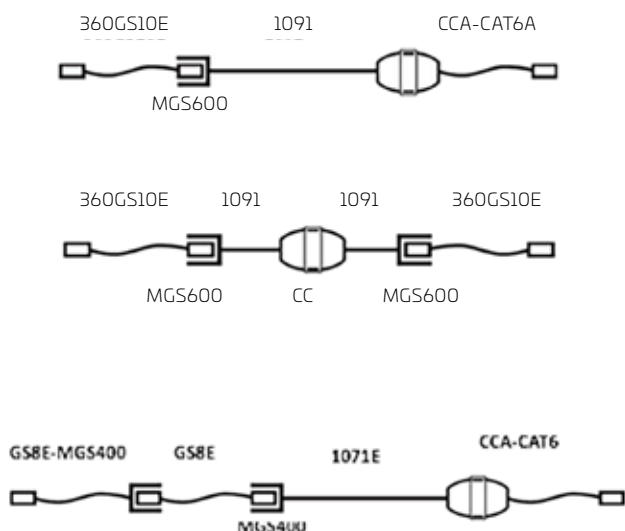 360GS10E 1091 CCA-CAT6A
MGS600
360GS10E 1091 1091 360GS10E
MGS600 CC MGS600
GS8E-MGS400 GS8E 1071E CCA-CAT6
MGS400